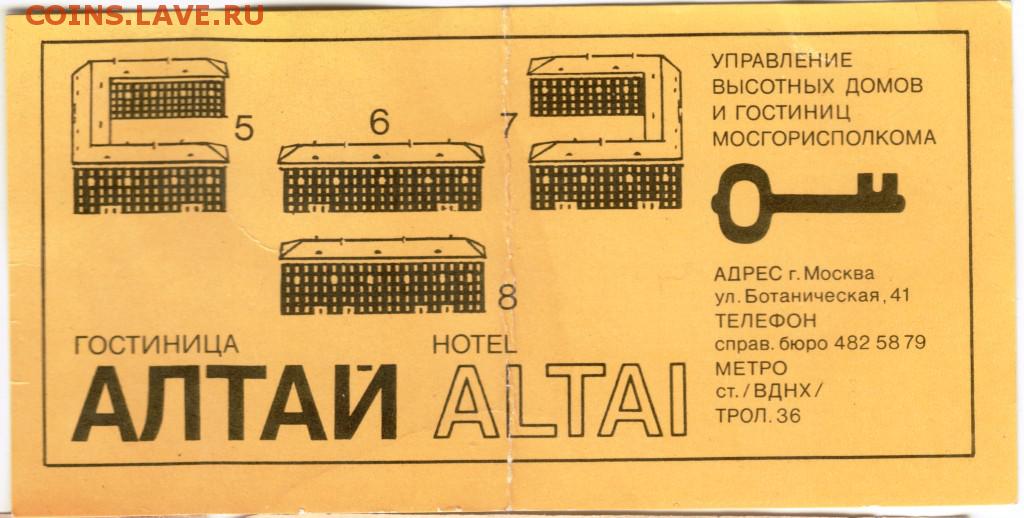 COINS.LAVE.RU
5
6
7
8
ГОСТИНИЦА
АЛТАЙ
HOTEL
ALTAI
УПРАВЛЕНИЕ
ВЫСОТНЫХ ДОМОВ
И ГОСТИНИЦ
МОСГОРИСПОЛКОМА
АДРЕС г. Москва
ул. Ботаническая, 41
ТЕЛЕФОН
справ. бюро 482 58 79
МЕТРО
ст. /ВДНХ/
ТРОЛ. 36